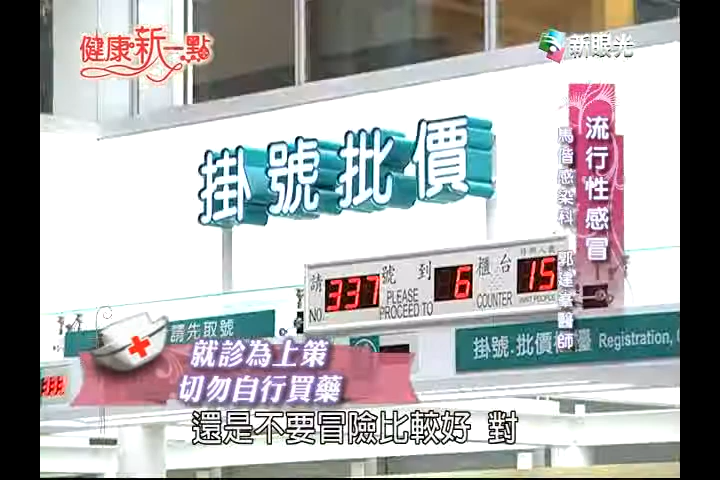 健康新一點
新眼光
流行性感冒
馬偕感染科 郭建峯醫師
掛號批價
請 337 號 到 6 櫃台 15
NO. PLEASE PROCEED TO COUNTER WAIT PEOPLE
請先取號
掛號.批價 Registration,
就診為上策
切勿自行買藥
還是不要冒險比較好 對